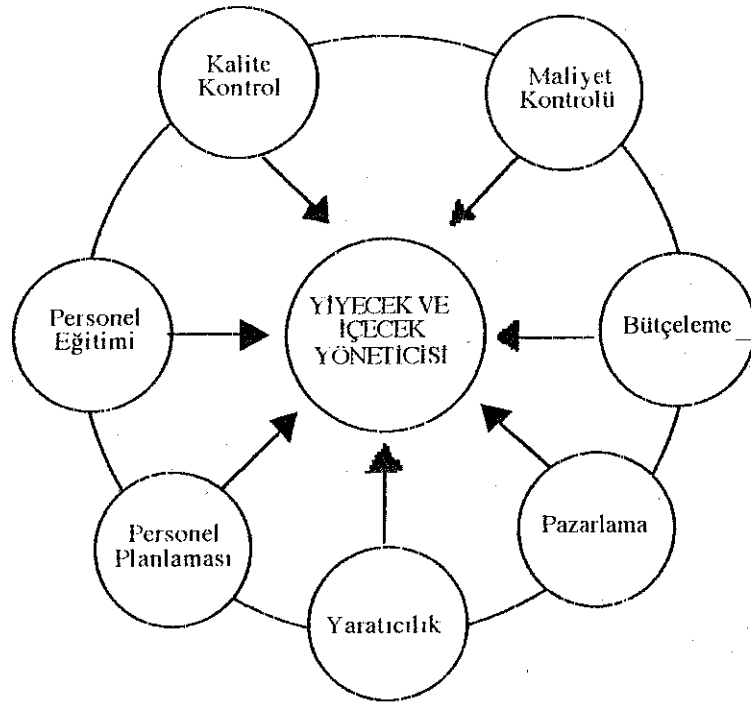 Kalite
Kontrol
Maliyet
Kontrolü
Personel
Eğitimi
YİYECEK VE
İÇECEK
YÖNETİCİSİ
Bütçeleme
Personel
Planlaması
Pazarlama
Yaratıcılık